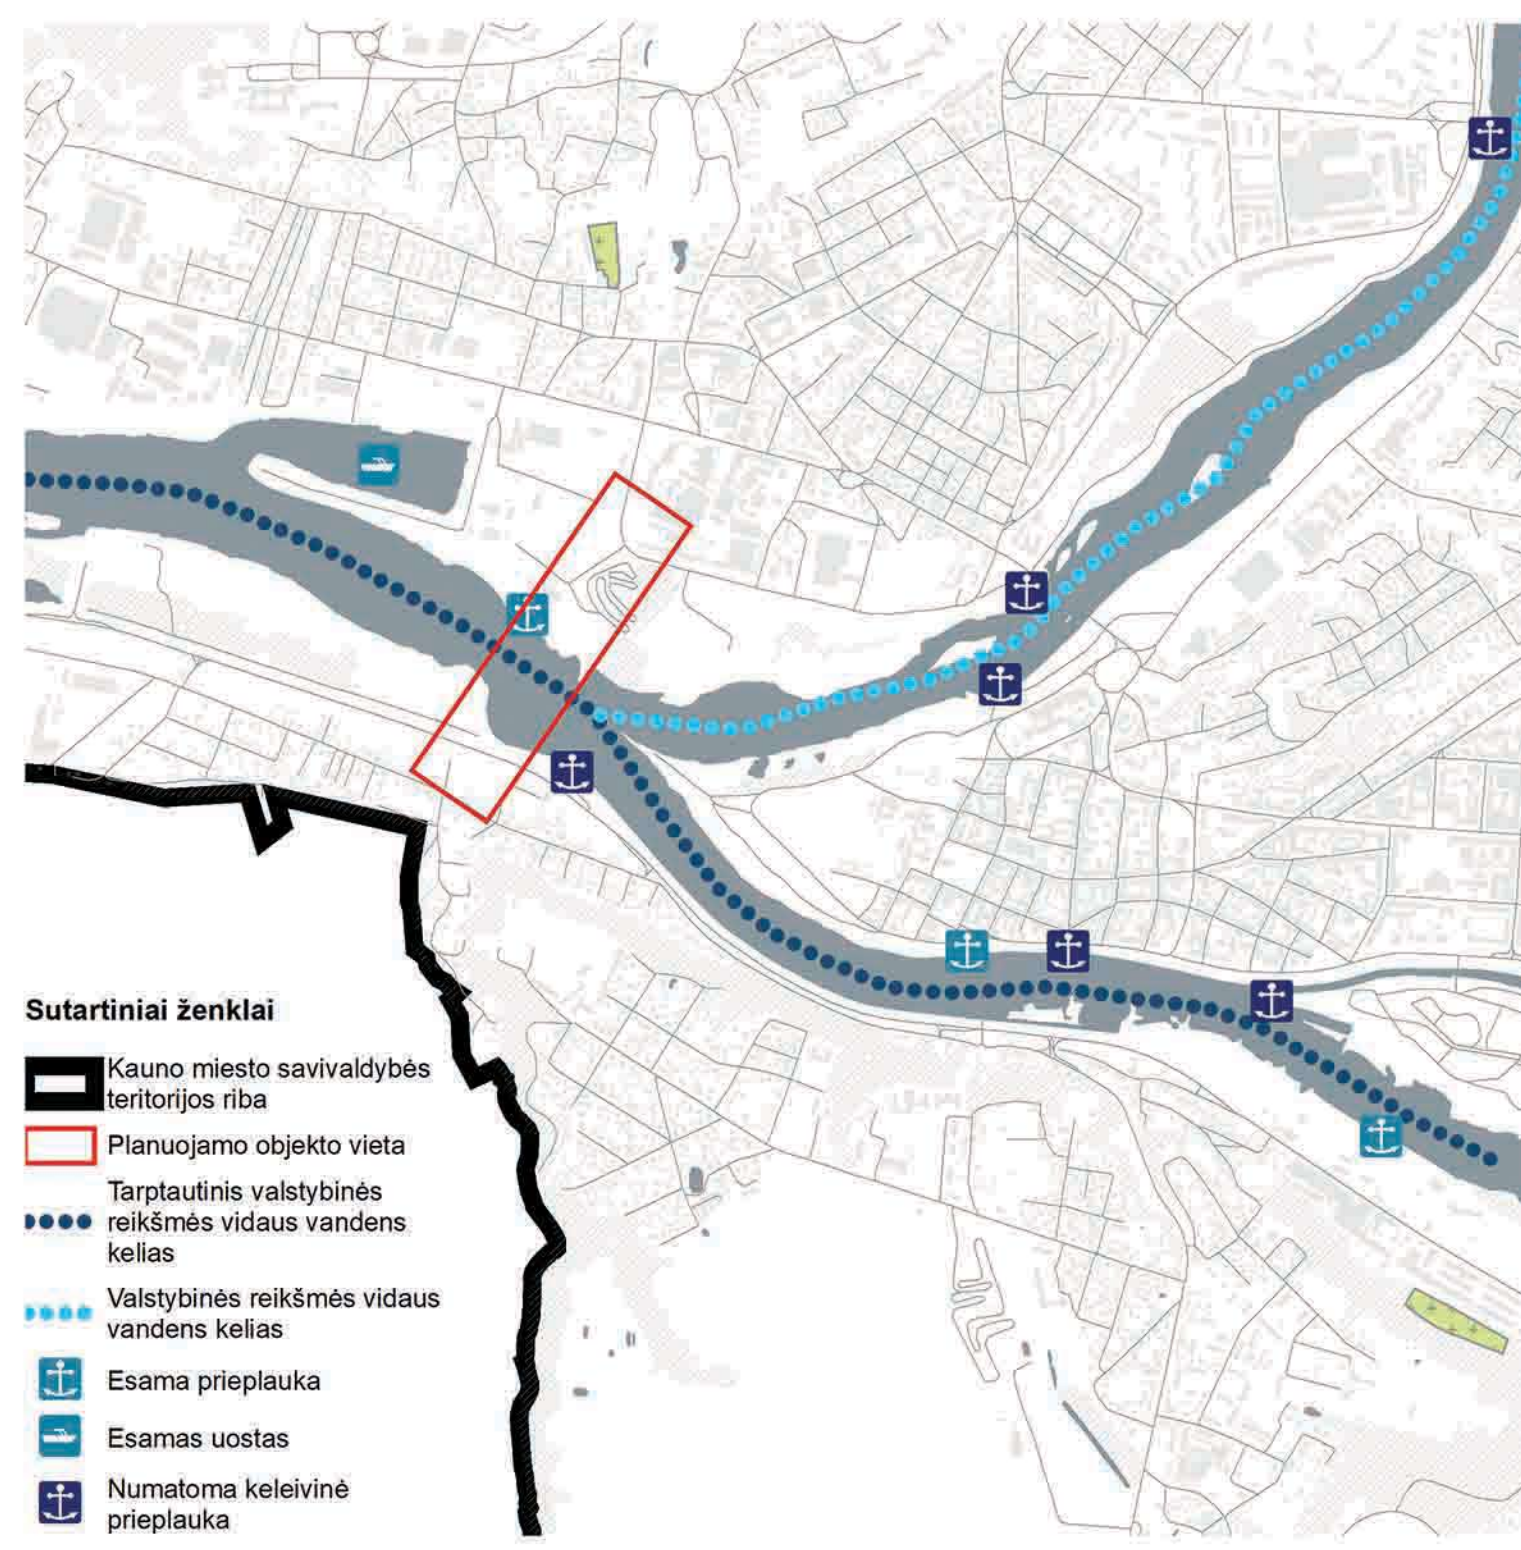 Sutartiniai ženklai
Kauno miesto savivaldybės
teritorijos riba
Planuojamo objekto vieta
Tarptautinis valstybinės
reikšmės vidaus vandens
kelias
Valstybinės reikšmės vidaus
vandens kelias
Esama prieplauka
Esamas uostas
Numatoma keleivinė
prieplauka